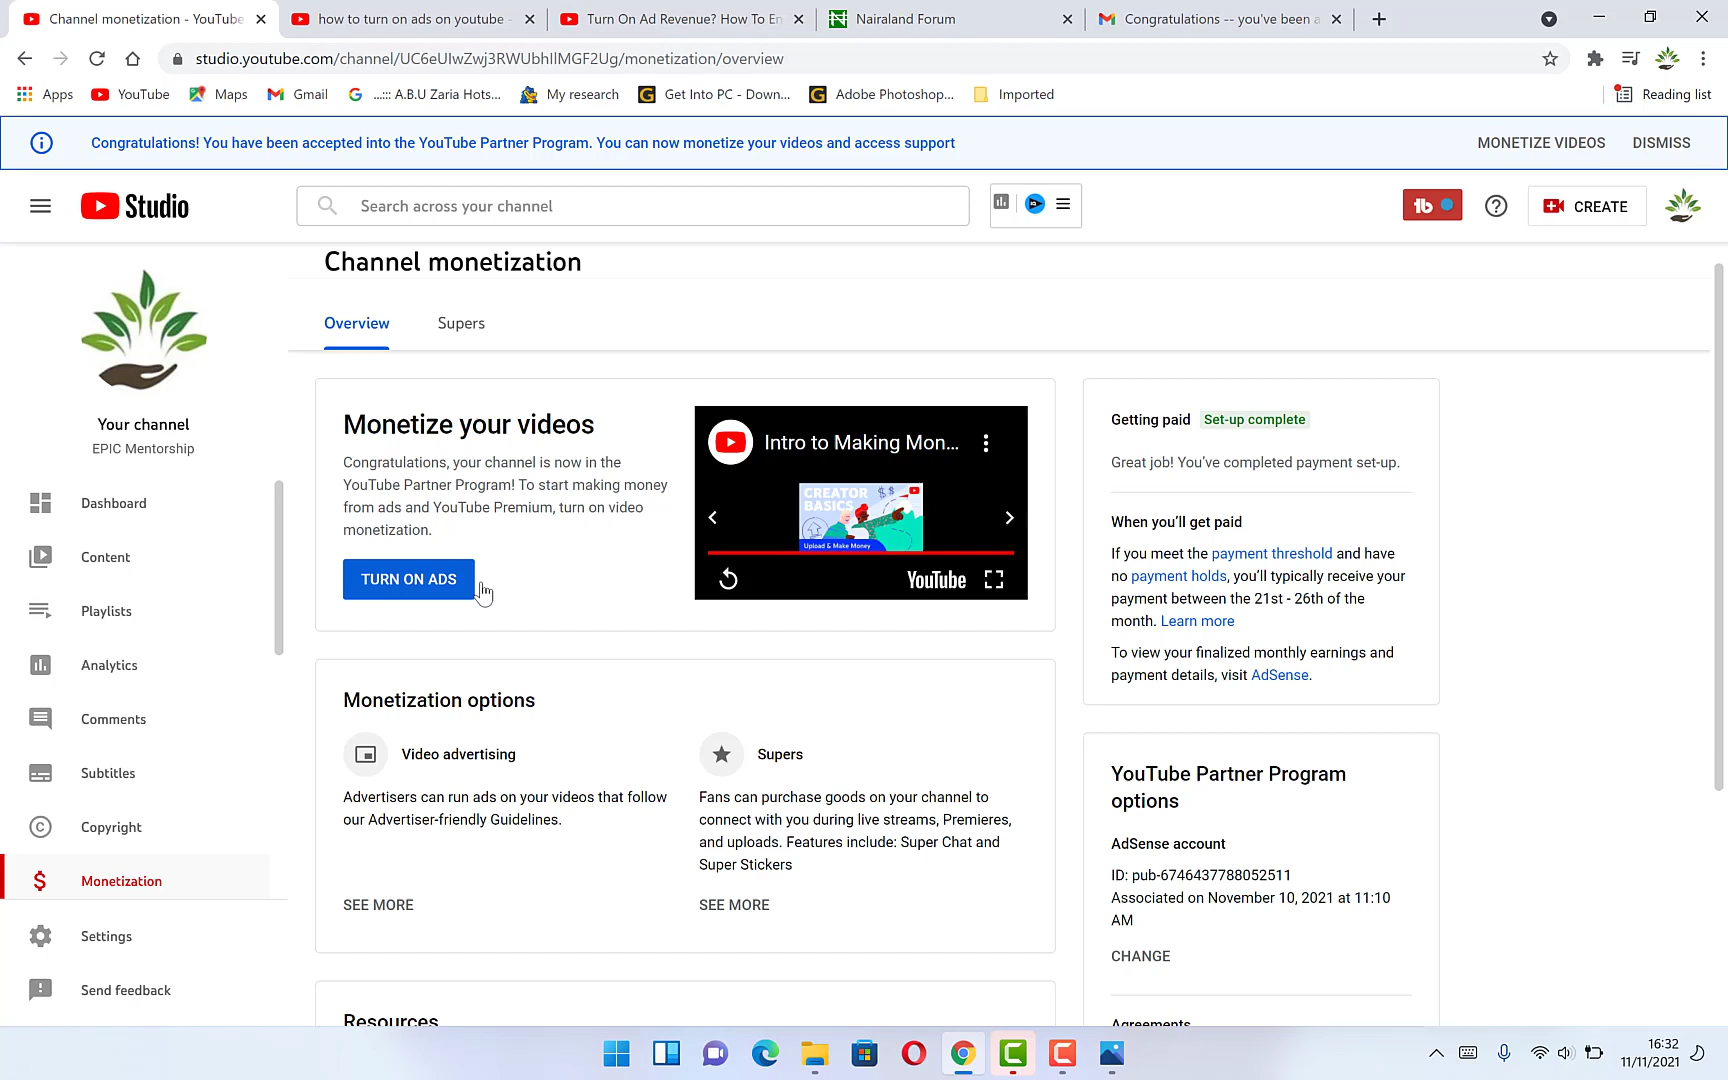 Channel monetization - YouTube
how to turn on ads on youtube -
Turn On Ad Revenue? How To En
Nairaland Forum
Congratulations -- you've been a
studio.youtube.com/channel/UC6eUIwZwj3RWUbhIlMGF2Ug/monetization/overview
Apps
YouTube
Maps
Gmail
...::: A.B.U Zaria Hots...
My research
Get Into PC - Down...
Adobe Photoshop...
Imported
Reading list
Congratulations! You have been accepted into the YouTube Partner Program. You can now monetize your videos and access support
MONETIZE VIDEOS
DISMISS
Studio
Search across your channel
CREATE
Your channel
EPIC Mentorship
Dashboard
Content
Playlists
Analytics
Comments
Subtitles
Copyright
Monetization
Settings
Send feedback
Channel monetization
Overview
Supers
Monetize your videos
Congratulations, your channel is now in the
YouTube Partner Program! To start making money
from ads and YouTube Premium, turn on video
monetization.
TURN ON ADS
Intro to Making Mon...
CREATOR
BASICS
Upload & Make Money
YouTube
Monetization options
Video advertising
Advertisers can run ads on your videos that follow
our Advertiser-friendly Guidelines.
SEE MORE
Supers
Fans can purchase goods on your channel to
connect with you during live streams, Premieres,
and uploads. Features include: Super Chat and
Super Stickers
SEE MORE
Resources
Getting paid Set-up complete
Great job! You've completed payment set-up.
When you'll get paid
If you meet the payment threshold and have
no payment holds, you'll typically receive your
payment between the 21st - 26th of the
month. Learn more
To view your finalized monthly earnings and
payment details, visit AdSense.
YouTube Partner Program
options
AdSense account
ID: pub-6746437788052511
Associated on November 10, 2021 at 11:10
AM
CHANGE
Agreements
16:32
11/11/2021